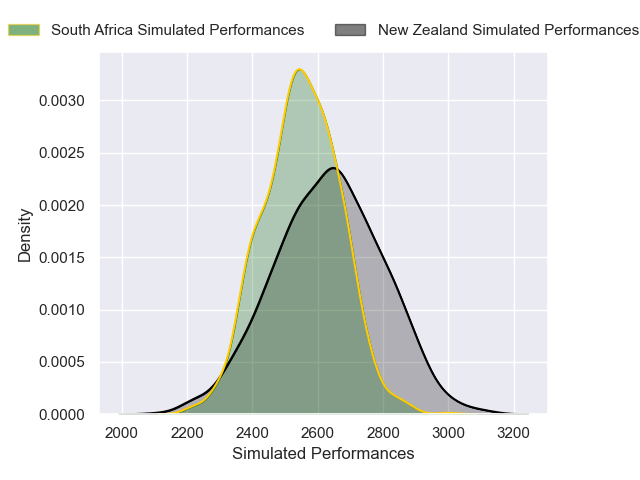 South Africa Simulated Performances
New Zealand Simulated Performances
0.0030
0.0025
0.0020
0.0015
0.0010
0.0005
0.0000
Density
2000 2200 2400 2600 2800 3000 3200
Simulated Performances